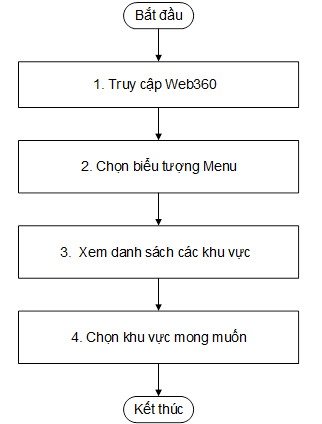 Bắt đầu
1. Truy cập Web360
2. Chọn biểu tượng Menu
3. Xem danh sách các khu vực
4. Chọn khu vực mong muốn
Kết thúc